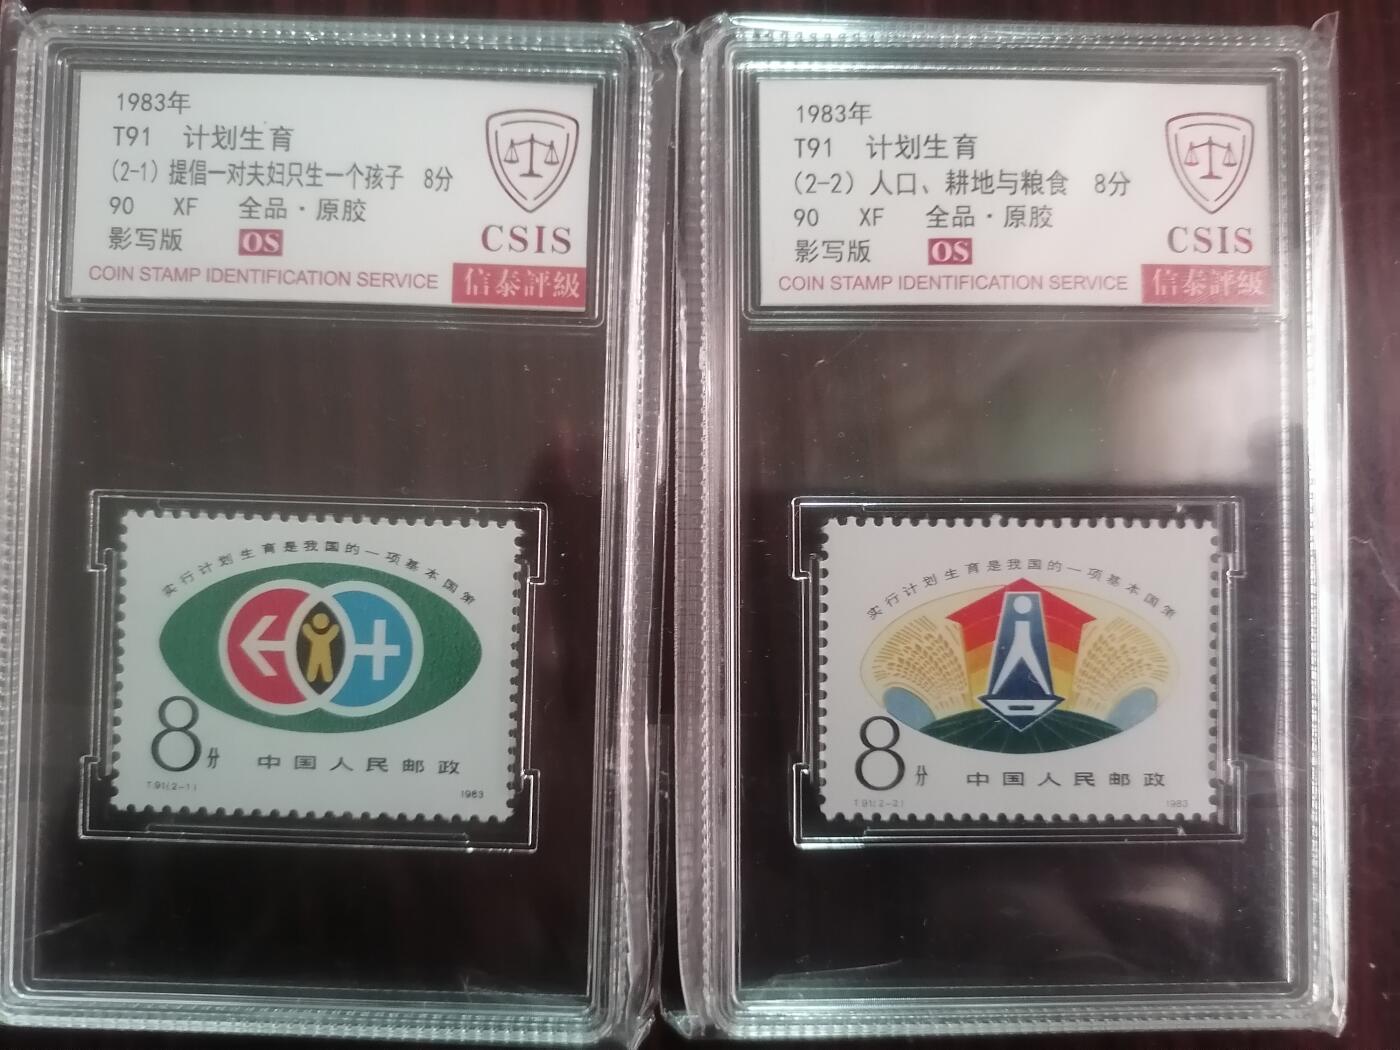 1983年
T91 计划生育
(2-1) 提倡一对夫妇只生一个孩子 8分
90 XF 全品·原胶
影写版 OS
CSIS
COIN STAMP IDENTIFICATION SERVICE
信泰評級
实行计划生育是我国的一项基本国策
8分
中国人民邮政
T.91(2-1)
1983
1983年
T91 计划生育
(2-2) 人口、耕地与粮食 8分
90 XF 全品·原胶
影写版 OS
CSIS
COIN STAMP IDENTIFICATION SERVICE
信泰評級
实行计划生育是我国的一项基本国策
8分
中国人民邮政
T.91(2-2)
1983